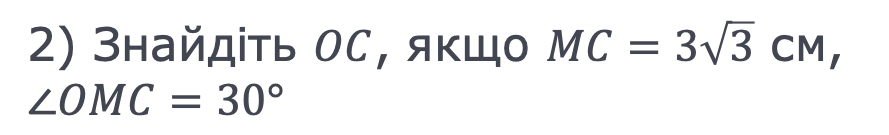 2) Знайдіть OC, якщо MC = 3√3 см,
∠OMC = 30°